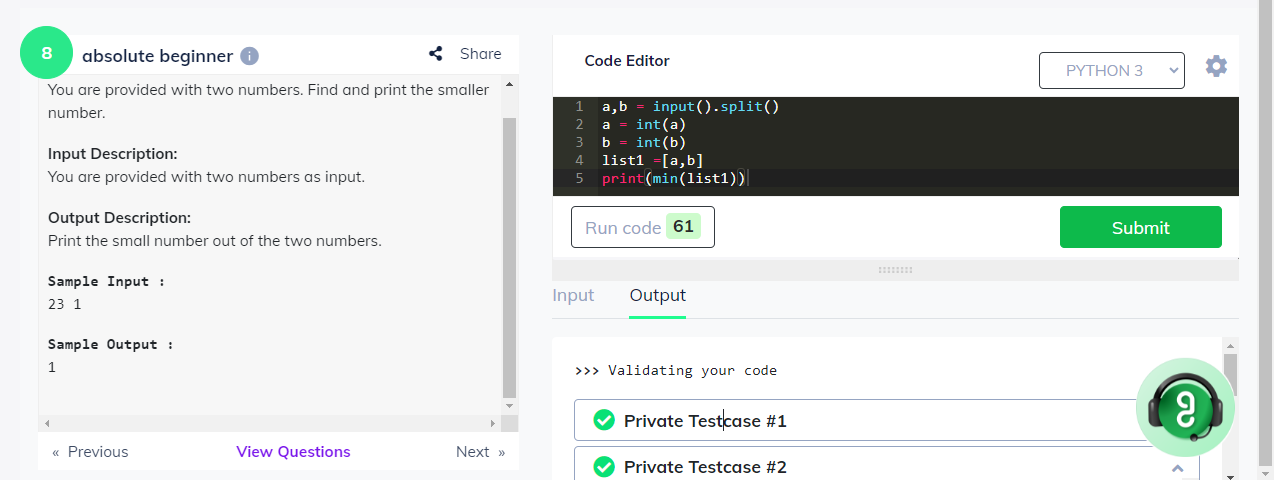 8
absolute beginner
i
Share
You are provided with two numbers. Find and print the smaller
number.
Input Description:
You are provided with two numbers as input.
Output Description:
Print the small number out of the two numbers.
Sample Input :
23 1
Sample Output :
1
« Previous
View Questions
Next »
Code Editor
PYTHON 3
1 a,b = input().split()
2 a = int(a)
3 b = int(b)
4 list1 =[a,b]
5 print(min(list1))
Run code 61
Submit
Input
Output
>>> Validating your code
Private Testcase #1
Private Testcase #2
g